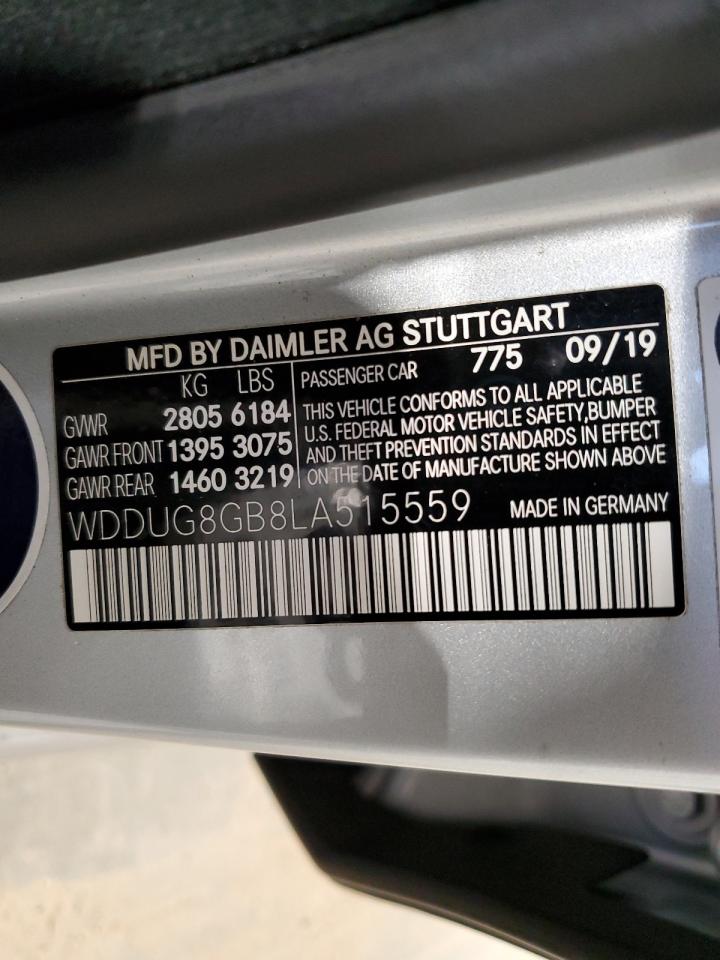 MFD BY DAIMLER AG STUTTGART
KG LBS
GVWR 2805 6184
GAWR FRONT 1395 3075
GAWR REAR 1460 3219
PASSENGER CAR 775 09/19
THIS VEHICLE CONFORMS TO ALL APPLICABLE
U.S. FEDERAL MOTOR VEHICLE SAFETY,BUMPER
AND THEFT PREVENTION STANDARDS IN EFFECT
ON THE DATE OF MANUFACTURE SHOWN ABOVE
WDDUG8GB8LA515559 MADE IN GERMANY